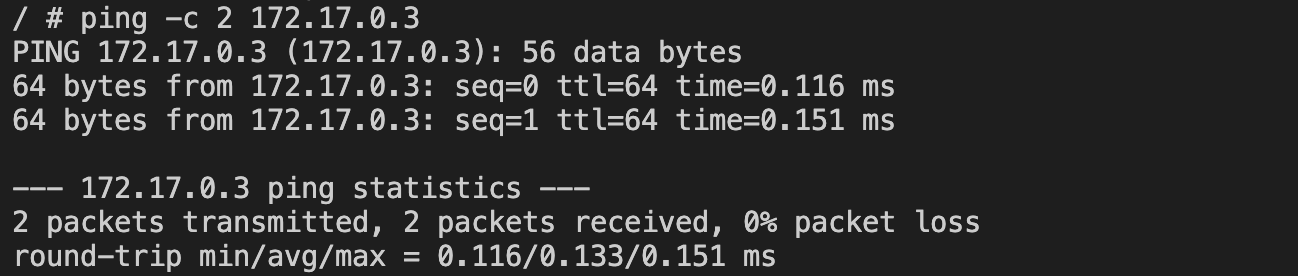 / # ping -c 2 172.17.0.3
PING 172.17.0.3 (172.17.0.3): 56 data bytes
64 bytes from 172.17.0.3: seq=0 ttl=64 time=0.116 ms
64 bytes from 172.17.0.3: seq=1 ttl=64 time=0.151 ms
--- 172.17.0.3 ping statistics ---
2 packets transmitted, 2 packets received, 0% packet loss
round-trip min/avg/max = 0.116/0.133/0.151 ms